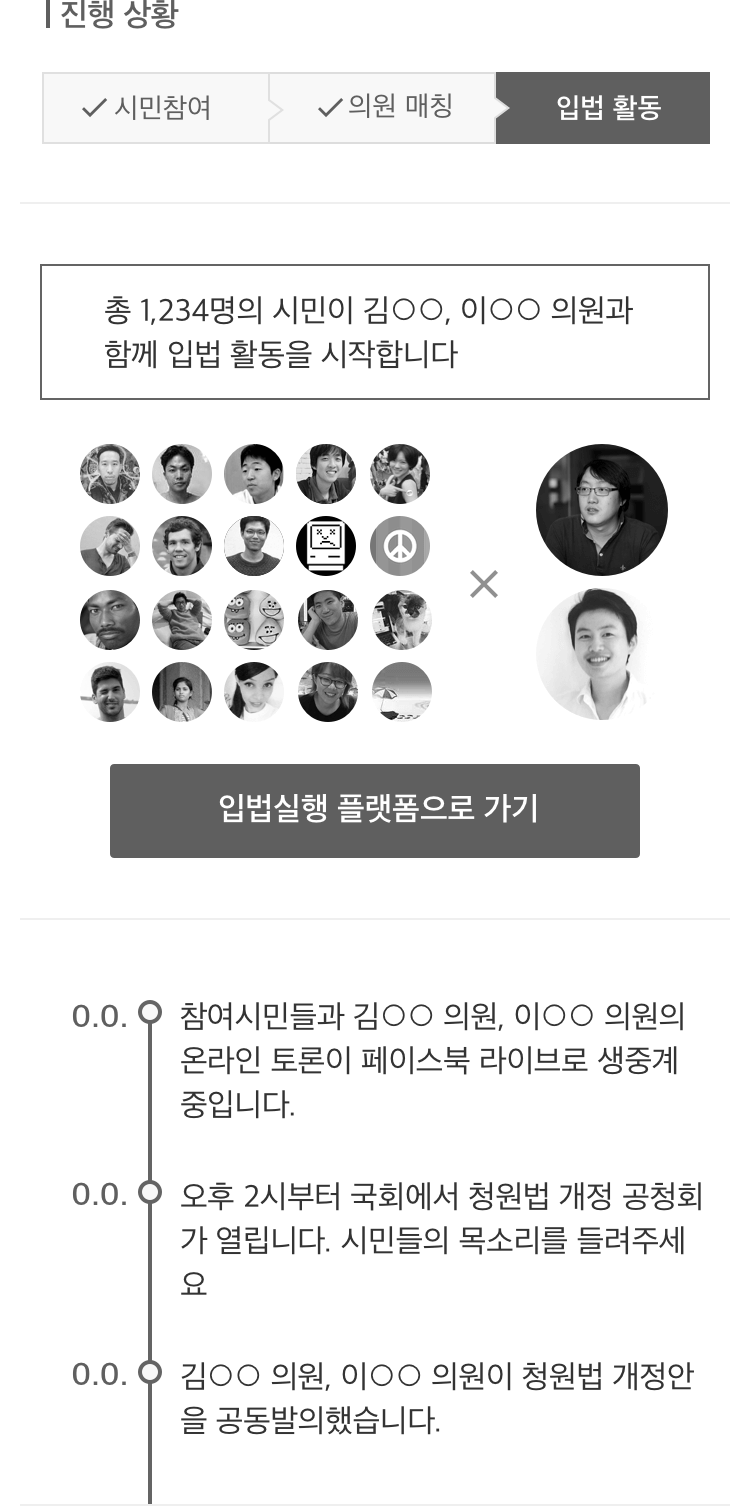 진행 상황
시민참여
의원 매칭
입법 활동
총 1,234명의 시민이 김○○, 이○○ 의원과
함께 입법 활동을 시작합니다
입법실행 플랫폼으로 가기
0.0.
참여시민들과 김○○ 의원, 이○○ 의원의
온라인 토론이 페이스북 라이브로 생중계
중입니다.
0.0.
오후 2시부터 국회에서 청원법 개정 공청회
가 열립니다. 시민들의 목소리를 들려주세
요
0.0.
김○○ 의원, 이○○ 의원이 청원법 개정안
을 공동발의했습니다.